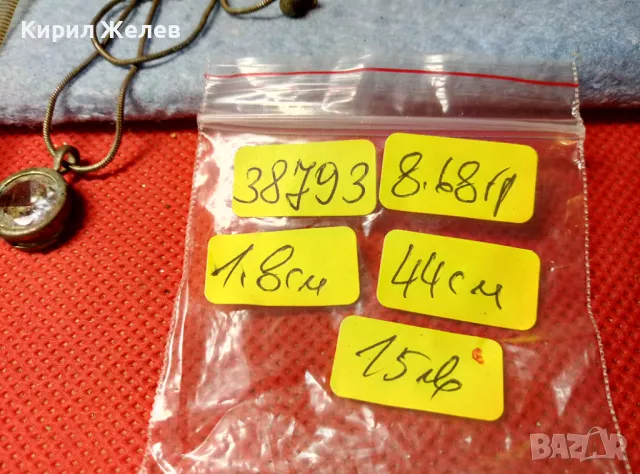 Кирил Желев
38793
8.68гр
1.8см
44см
15лв
BAZAR